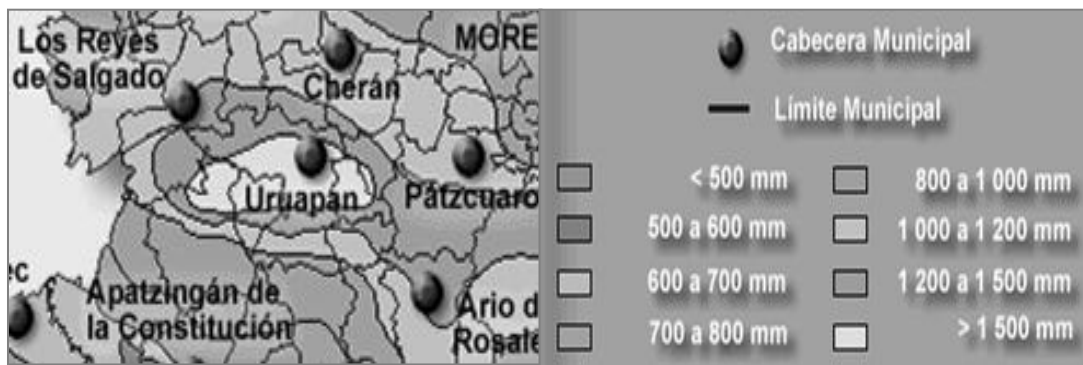 Los Reyes
de Salgado
MORE
Cherán
Uruapan
Pátzcuaro
ec
Apatzingán de
la Constitución
Ario d
Rosale
Cabecera Municipal
Límite Municipal
< 500 mm
500 a 600 mm
600 a 700 mm
700 a 800 mm
800 a 1 000 mm
1 000 a 1 200 mm
1 200 a 1 500 mm
> 1 500 mm